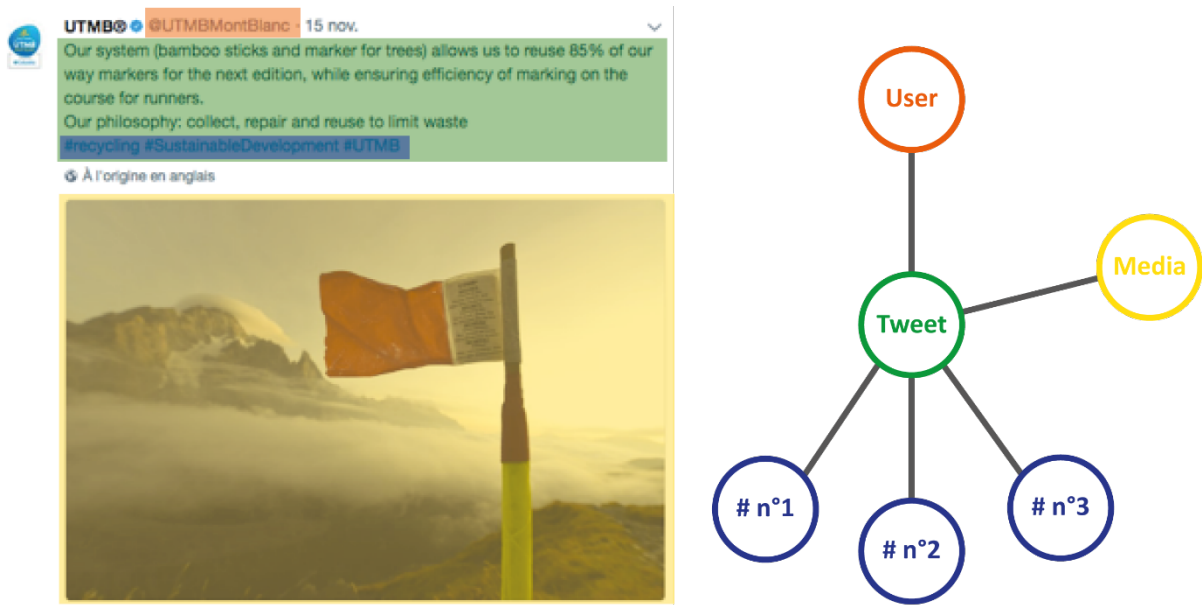 UTMB® @UTMBMontBlanc · 15 nov.
Our system (bamboo sticks and marker for trees) allows us to reuse 85% of our
way markers for the next edition, while ensuring efficiency of marking on the
course for runners.
Our philosophy: collect, repair and reuse to limit waste
#recycling #SustainableDevelopment #UTMB
À l'origine en anglais
User
Media
Tweet
# n°1
# n°2
# n°3
UTMB